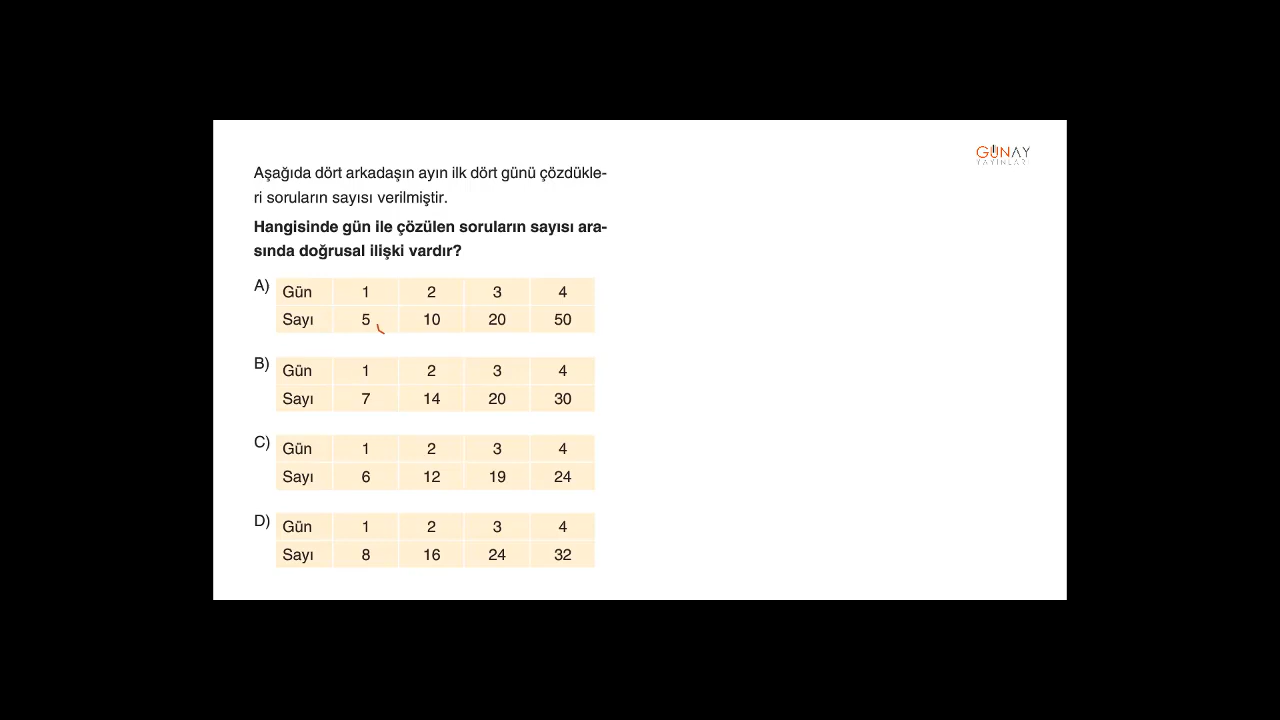 GÜNAY
YAYINLARI
Aşağıda dört arkadaşın ayın ilk dört günü çözdükle-
ri soruların sayısı verilmiştir.
Hangisinde gün ile çözülen soruların sayısı ara-
sında doğrusal ilişki vardır?
A)
Gün 1 2 3 4
Sayı 5 10 20 50
B)
Gün 1 2 3 4
Sayı 7 14 20 30
C)
Gün 1 2 3 4
Sayı 6 12 19 24
D)
Gün 1 2 3 4
Sayı 8 16 24 32